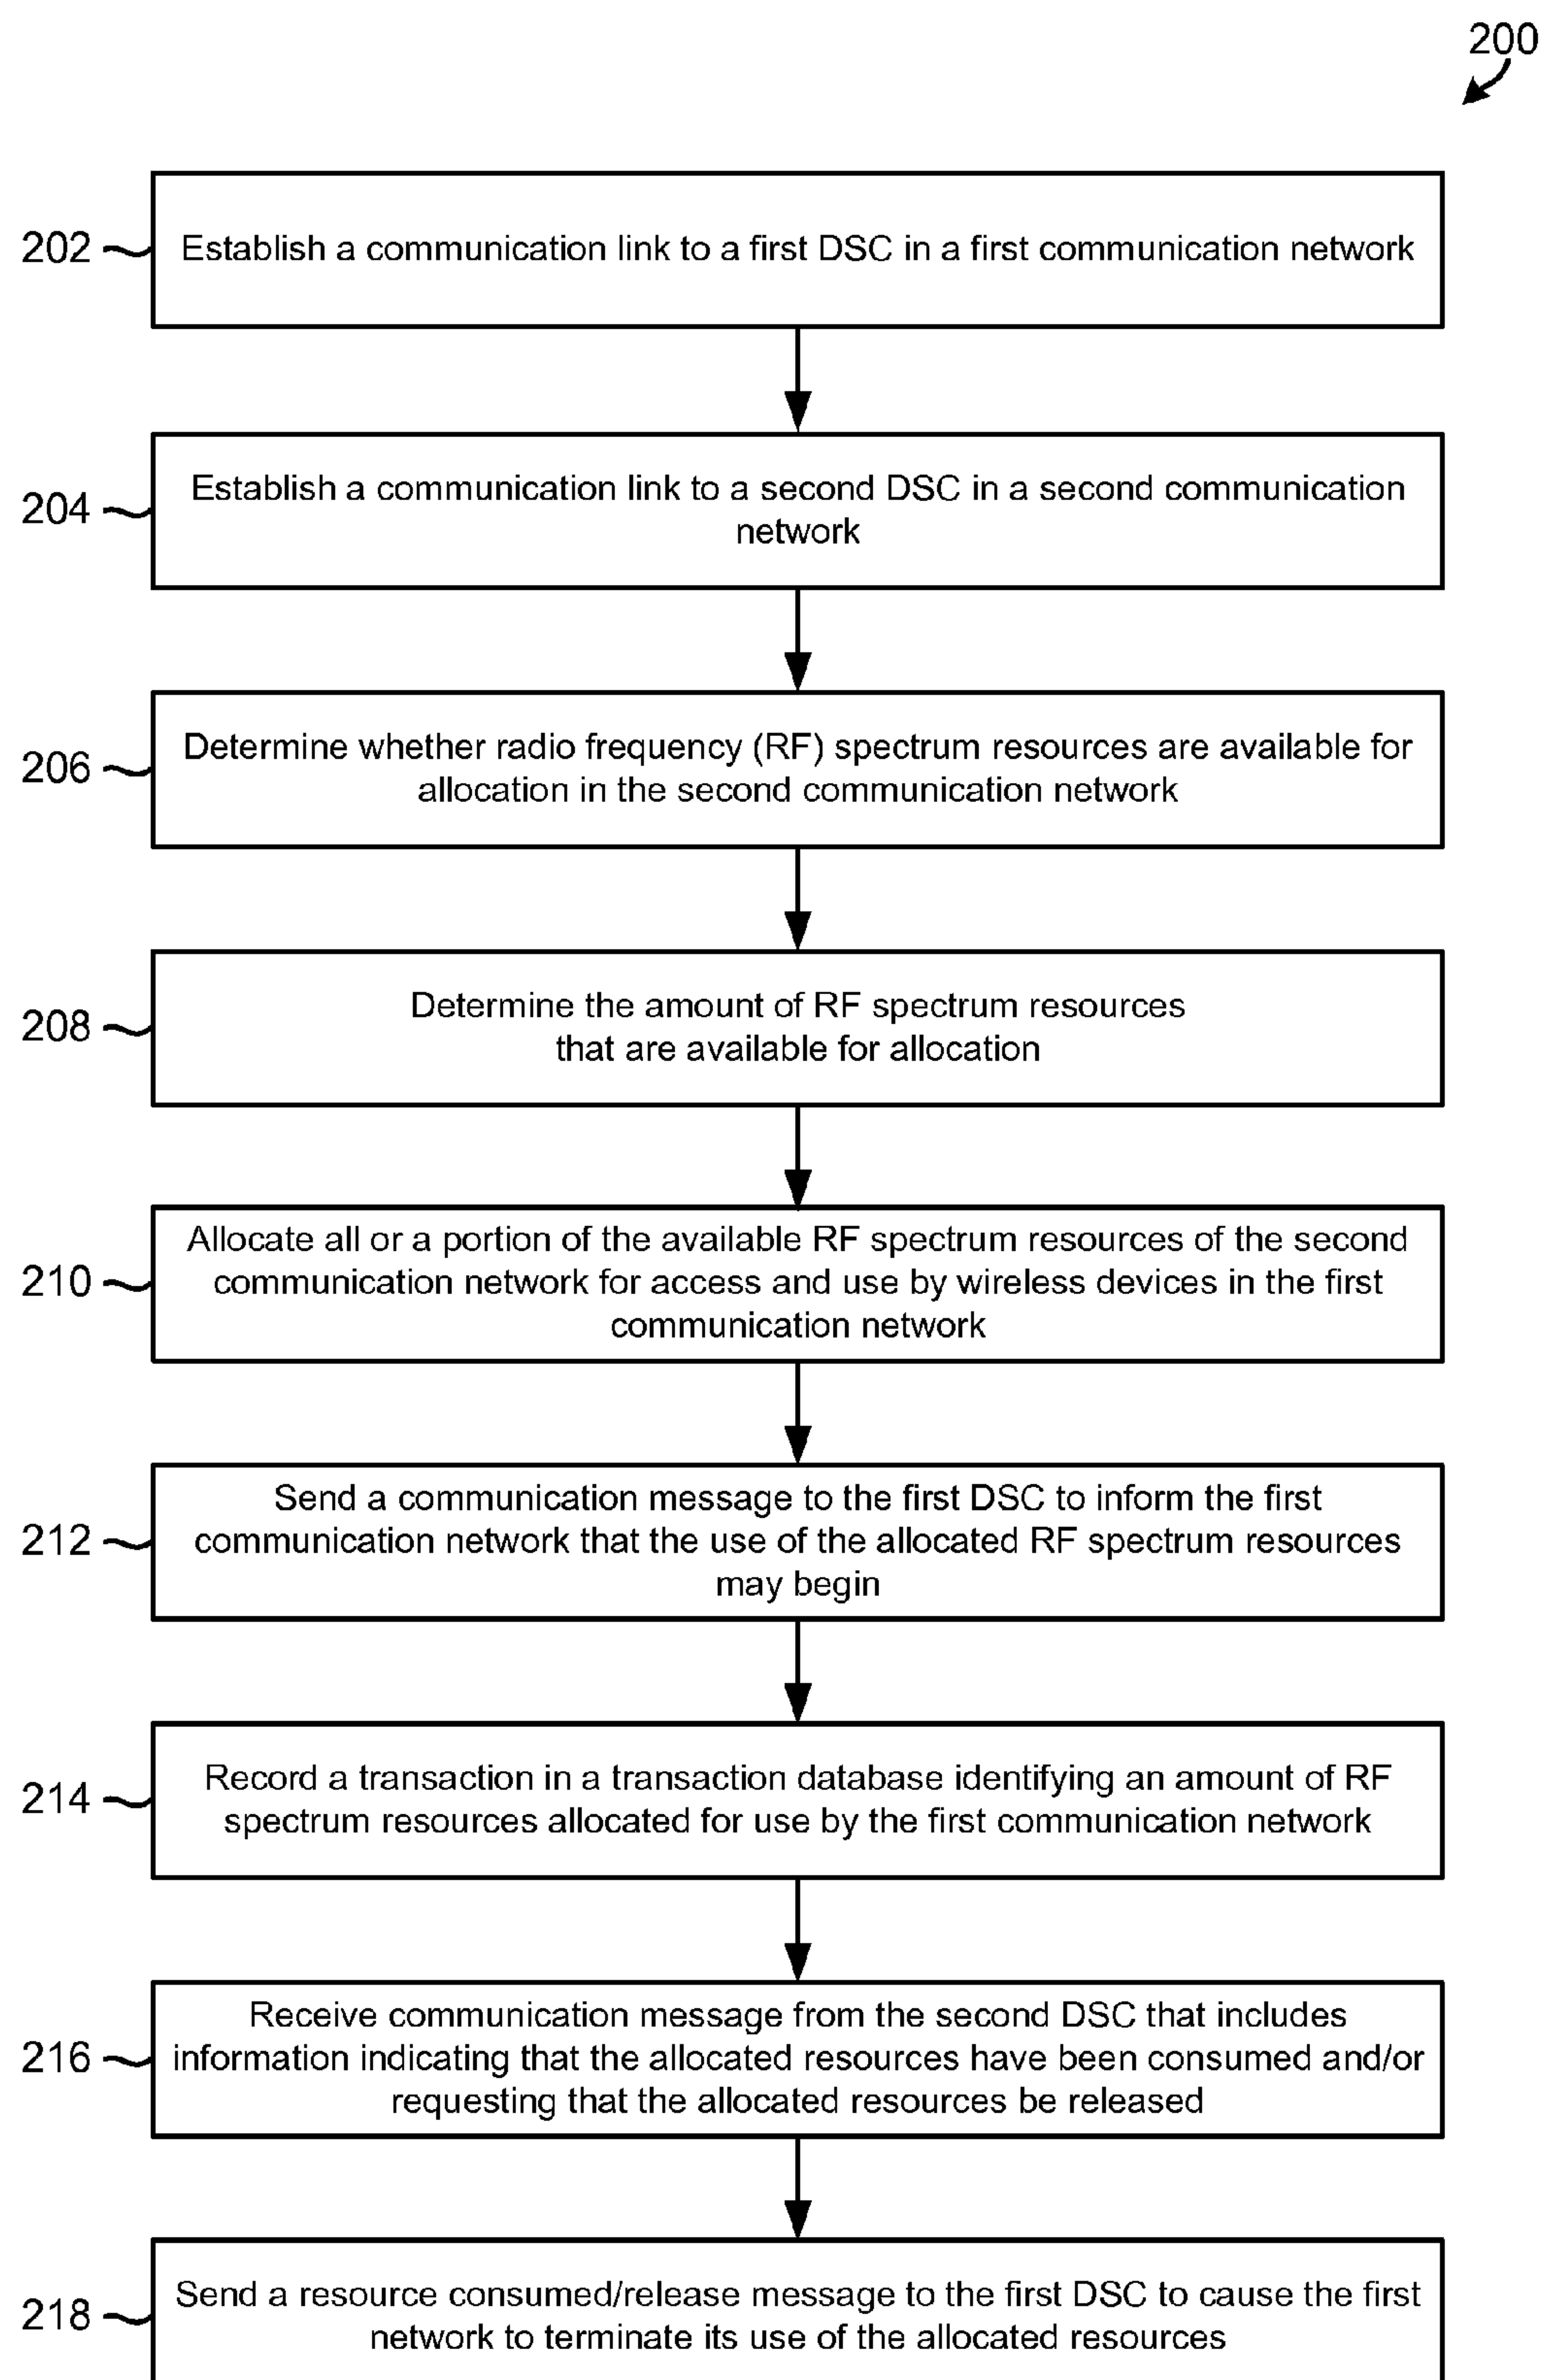 200
202
Establish a communication link to a first DSC in a first communication network
204
Establish a communication link to a second DSC in a second communication
network
206
Determine whether radio frequency (RF) spectrum resources are available for
allocation in the second communication network
208
Determine the amount of RF spectrum resources
that are available for allocation
210
Allocate all or a portion of the available RF spectrum resources of the second
communication network for access and use by wireless devices in the first
communication network
212
Send a communication message to the first DSC to inform the first
communication network that the use of the allocated RF spectrum resources
may begin
214
Record a transaction in a transaction database identifying an amount of RF
spectrum resources allocated for use by the first communication network
216
Receive communication message from the second DSC that includes
information indicating that the allocated resources have been consumed and/or
requesting that the allocated resources be released
218
Send a resource consumed/release message to the first DSC to cause the first
network to terminate its use of the allocated resources